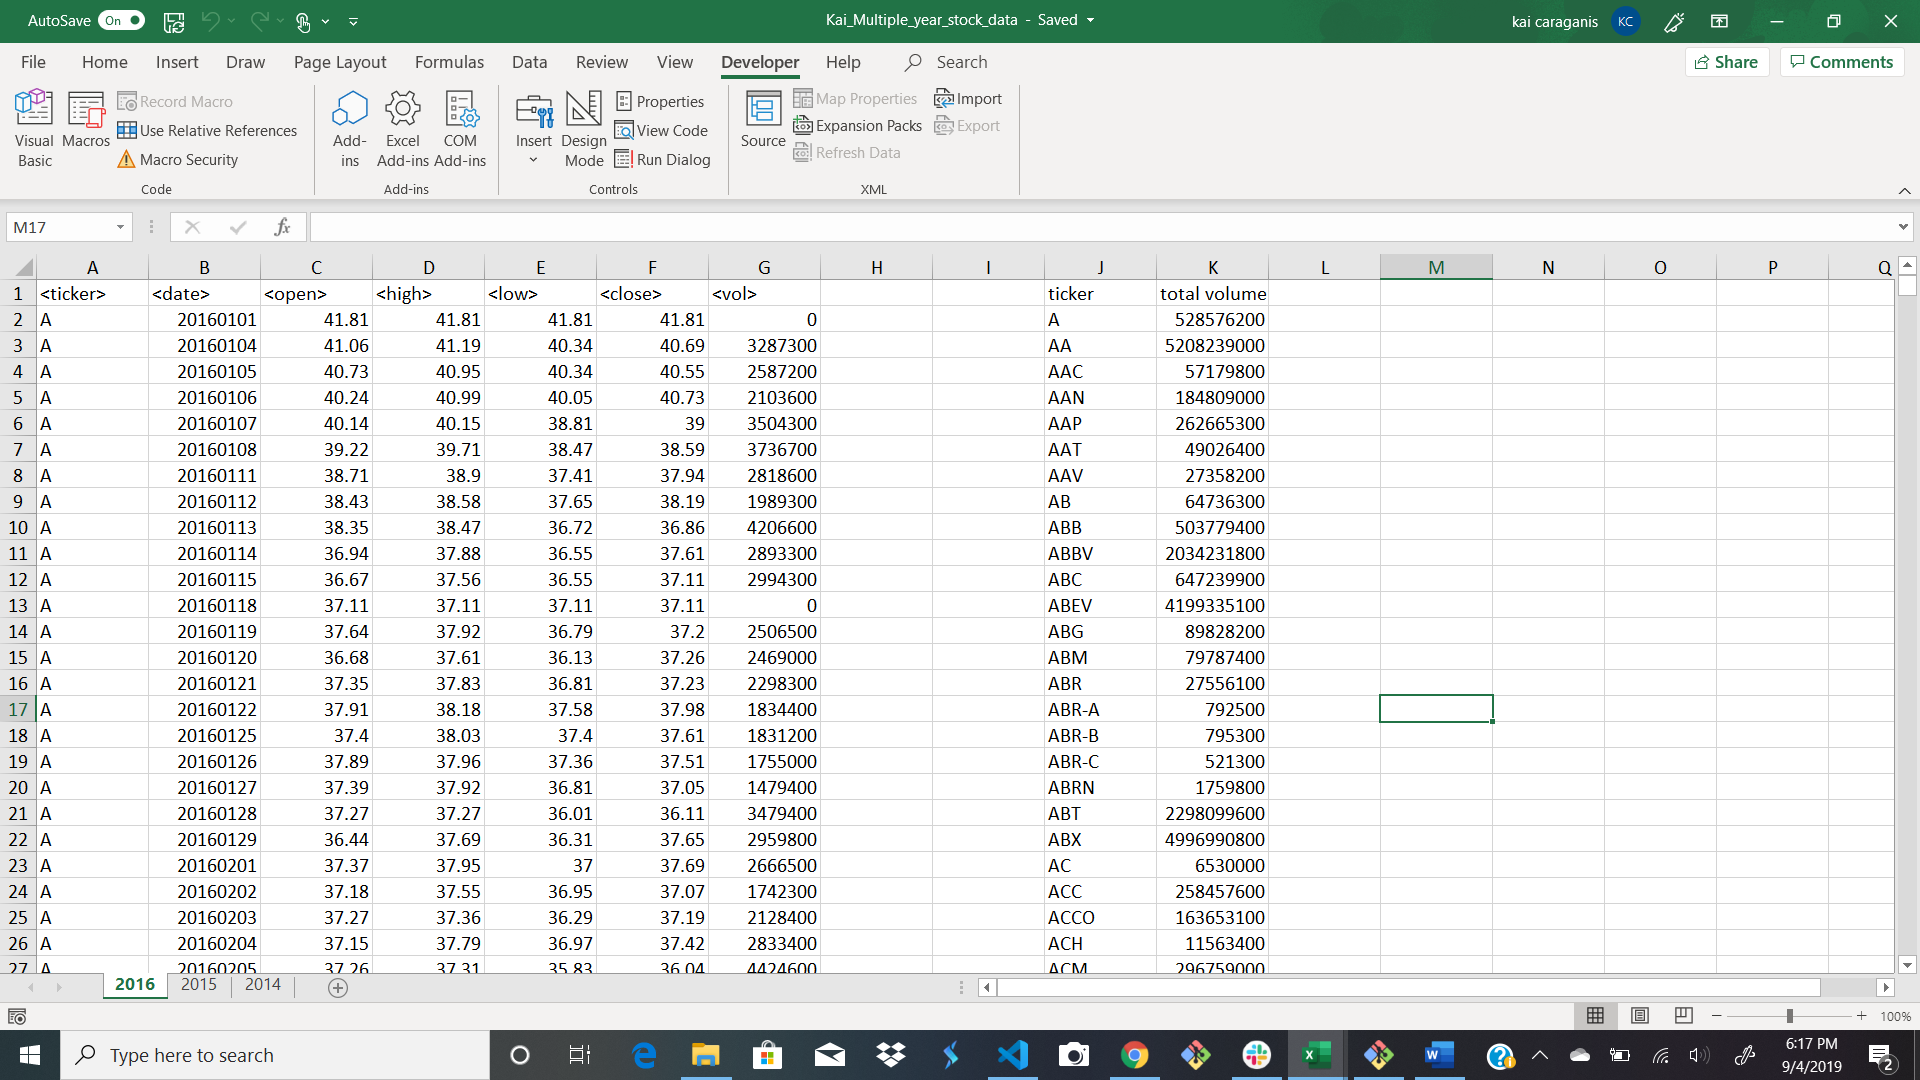 AutoSave On Kai_Multiple_year_stock_data - Saved kai caraganis KC
File Home Insert Draw Page Layout Formulas Data Review View Developer Help Search Share Comments
Visual Basic
Macros
Record Macro
Use Relative References
Macro Security
Code
Add-ins
Excel Add-ins
COM Add-ins
Add-ins
Insert
Design Mode
Properties
View Code
Run Dialog
Controls
Source
Map Properties
Expansion Packs
Refresh Data
Import
Export
XML
M17 fx
A B C D E F G H I J K L M N O P Q
1 <ticker> <date> <open> <high> <low> <close> <vol> ticker total volume
2 A 20160101 41.81 41.81 41.81 41.81 0 A 528576200
3 A 20160104 41.06 41.19 40.34 40.69 3287300 AA 5208239000
4 A 20160105 40.73 40.95 40.34 40.55 2587200 AAC 57179800
5 A 20160106 40.24 40.99 40.05 40.73 2103600 AAN 184809000
6 A 20160107 40.14 40.15 38.81 39 3504300 AAP 262665300
7 A 20160108 39.22 39.71 38.47 38.59 3736700 AAT 49026400
8 A 20160111 38.71 38.9 37.41 37.94 2818600 AAV 27358200
9 A 20160112 38.43 38.58 37.65 38.19 1989300 AB 64736300
10 A 20160113 38.35 38.47 36.72 36.86 4206600 ABB 503779400
11 A 20160114 36.94 37.88 36.55 37.61 2893300 ABBV 2034231800
12 A 20160115 36.67 37.56 36.55 37.11 2994300 ABC 647239900
13 A 20160118 37.11 37.11 37.11 37.11 0 ABEV 4199335100
14 A 20160119 37.64 37.92 36.79 37.2 2506500 ABG 89828200
15 A 20160120 36.68 37.61 36.13 37.26 2469000 ABM 79787400
16 A 20160121 37.35 37.83 36.81 37.23 2298300 ABR 27556100
17 A 20160122 37.91 38.18 37.58 37.98 1834400 ABR-A 792500
18 A 20160125 37.4 38.03 37.4 37.61 1831200 ABR-B 795300
19 A 20160126 37.89 37.96 37.36 37.51 1755000 ABR-C 521300
20 A 20160127 37.39 37.92 36.81 37.05 1479400 ABRN 1759800
21 A 20160128 37.27 37.27 36.01 36.11 3479400 ABT 2298099600
22 A 20160129 36.44 37.69 36.31 37.65 2959800 ABX 4996990800
23 A 20160201 37.37 37.95 37 37.69 2666500 AC 6530000
24 A 20160202 37.18 37.55 36.95 37.07 1742300 ACC 258457600
25 A 20160203 37.27 37.36 36.29 37.19 2128400 ACCO 163653100
26 A 20160204 37.15 37.79 36.97 37.42 2833400 ACH 11563400
27 A 20160205 37.26 37.31 35.83 36.04 4424600 ACM 296759000
2016 2015 2014
100%
Type here to search
6:17 PM
9/4/2019
2